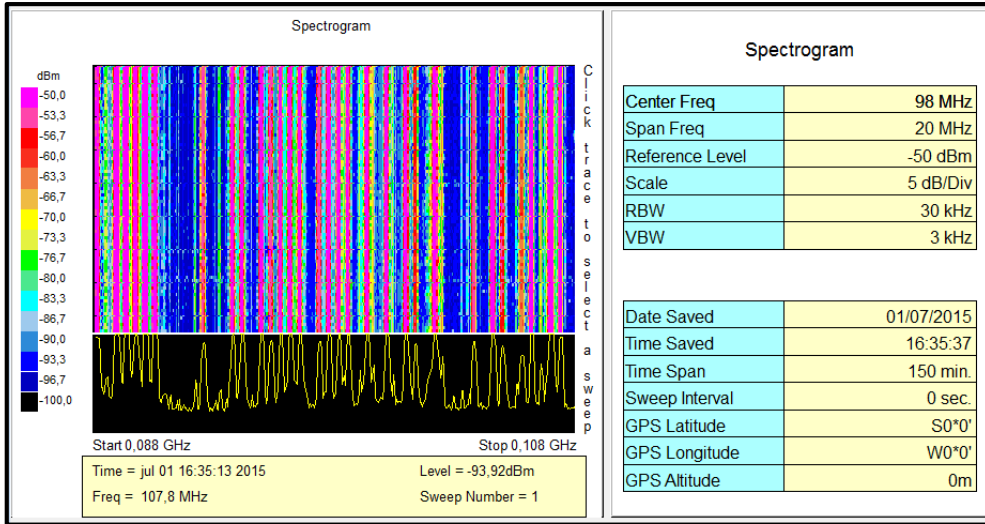 Spectrogram
dBm
-50,0
-53,3
-56,7
-60,0
-63,3
-66,7
-70,0
-73,3
-76,7
-80,0
-83,3
-86,7
-90,0
-93,3
-96,7
-100,0
Click trace to select a sweep
Start 0,088 GHz Stop 0,108 GHz
Time = jul 01 16:35:13 2015 Level = -93,92dBm
Freq = 107,8 MHz Sweep Number = 1
Spectrogram
Center Freq 98 MHz
Span Freq 20 MHz
Reference Level -50 dBm
Scale 5 dB/Div
RBW 30 kHz
VBW 3 kHz
Date Saved 01/07/2015
Time Saved 16:35:37
Time Span 150 min.
Sweep Interval 0 sec.
GPS Latitude S0*0'
GPS Longitude W0*0'
GPS Altitude 0m